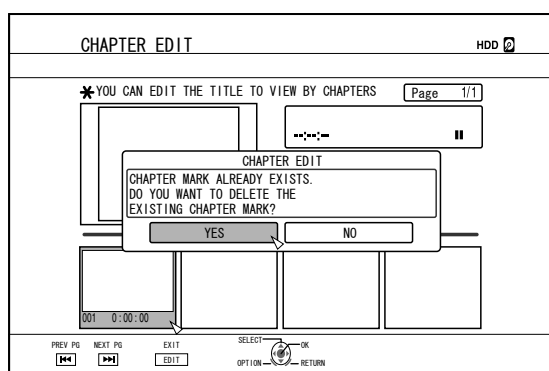 CHAPTER EDIT
HDD
*YOU CAN EDIT THE TITLE TO VIEW BY CHAPTERS
Page 1/1
--:--:--
CHAPTER EDIT
CHAPTER MARK ALREADY EXISTS.
DO YOU WANT TO DELETE THE
EXISTING CHAPTER MARK?
YES NO
001 0:00:00
PREV PG NEXT PG EXIT SELECT OK
EDIT OPTION RETURN